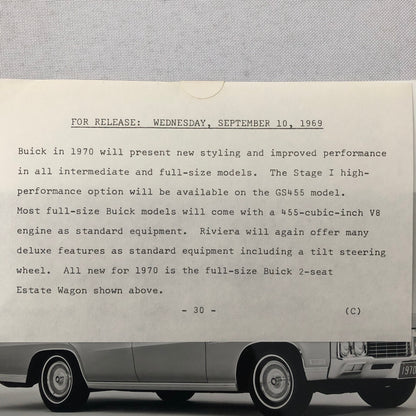 FOR RELEASE: WEDNESDAY, SEPTEMBER 10, 1969
Buick in 1970 will present new styling and improved performance
in all intermediate and full-size models. The Stage I high-
performance option will be available on the GS455 model.
Most full-size Buick models will come with a 455-cubic-inch V8
engine as standard equipment. Riviera will again offer many
deluxe features as standard equipment including a tilt steering
wheel. All new for 1970 is the full-size Buick 2-seat
Estate Wagon shown above.
- 30 - (C)
1970